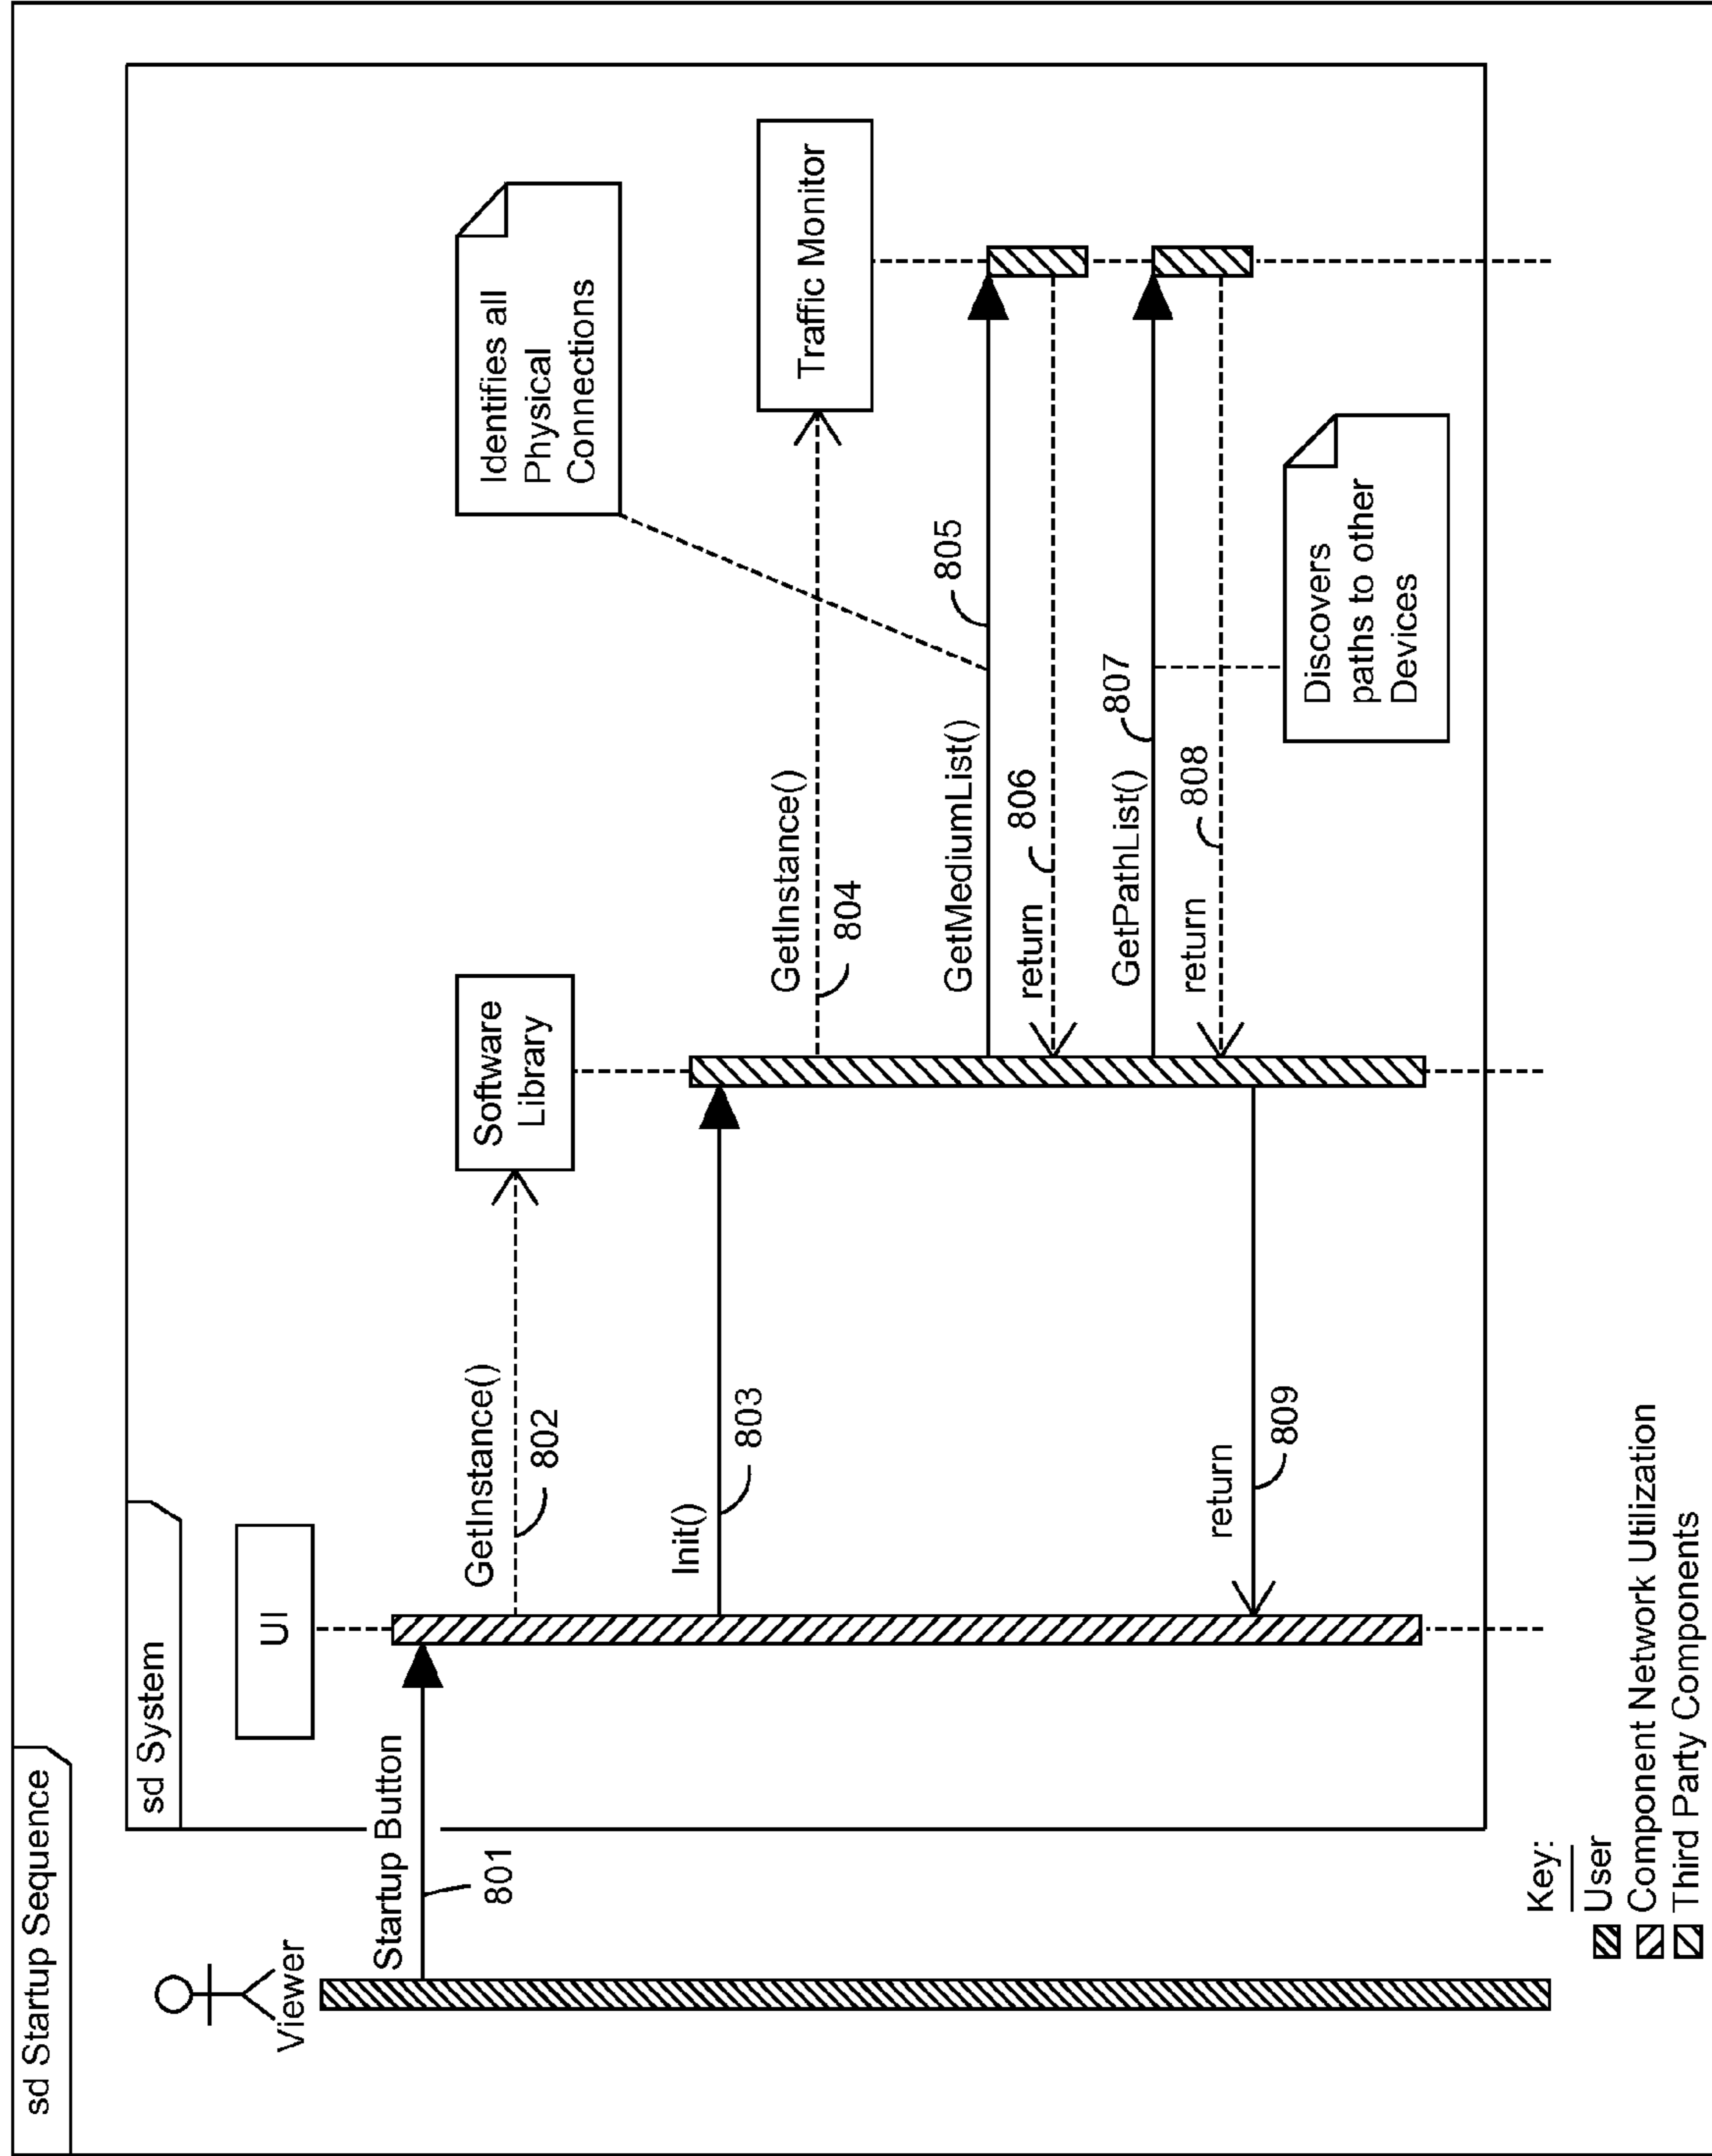 sd Startup Sequence
sd System
Viewer
UI
Startup Button
801
GetInstance()
802
Software
Library
Identifies all
Physical
Connections
Init()
803
GetInstance()
804
Traffic Monitor
GetMediumList()
805
return
806
GetPathList()
807
return
808
return
809
Discovers
paths to other
Devices
Key:
User
Component Network Utilization
Third Party Components